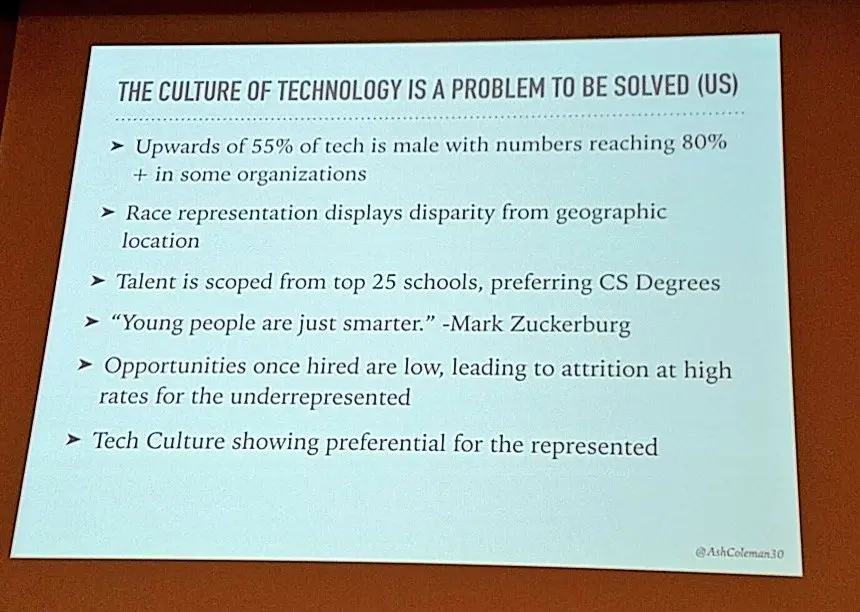 THE CULTURE OF TECHNOLOGY IS A PROBLEM TO BE SOLVED (US)
➤ Upwards of 55% of tech is male with numbers reaching 80%
+ in some organizations
➤ Race representation displays disparity from geographic
location
➤ Talent is scoped from top 25 schools, preferring CS Degrees
➤ “Young people are just smarter.” -Mark Zuckerburg
➤ Opportunities once hired are low, leading to attrition at high
rates for the underrepresented
➤ Tech Culture showing preferential for the represented
@AshColeman30